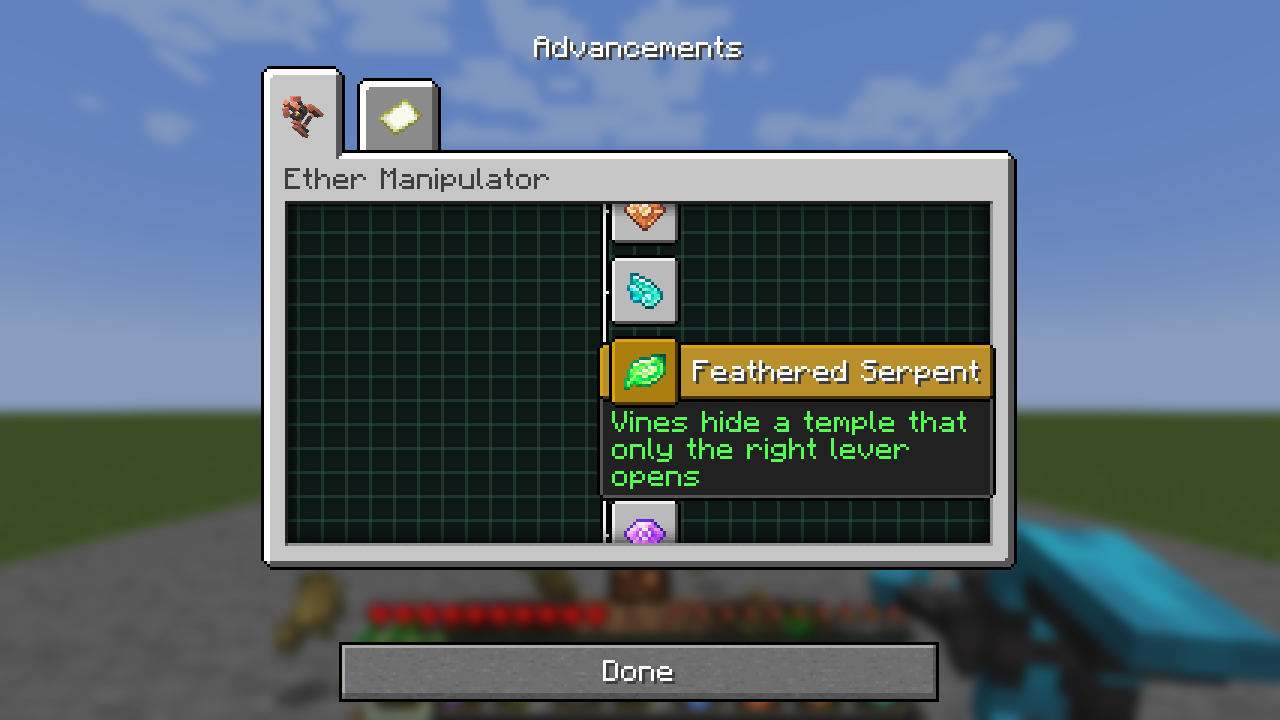 Advancements
Ether Manipulator
Feathered Serpent
Vines hide a temple that
only the right lever
opens
Done